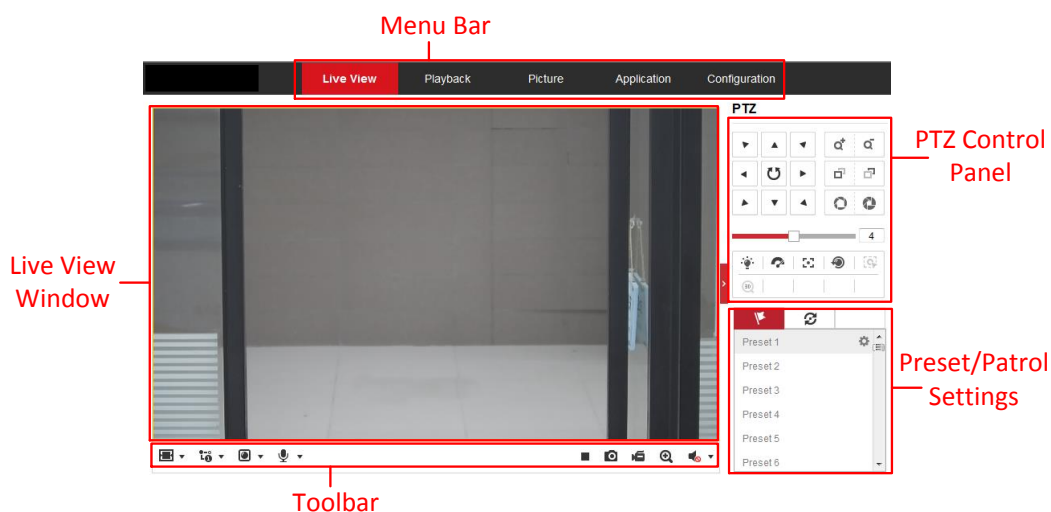 Menu Bar
Live View
Playback
Picture
Application
Configuration
PTZ
PTZ Control
Panel
4
Live View
Window
Preset 1
Preset 2
Preset 3
Preset 4
Preset 5
Preset 6
Preset/Patrol
Settings
Toolbar